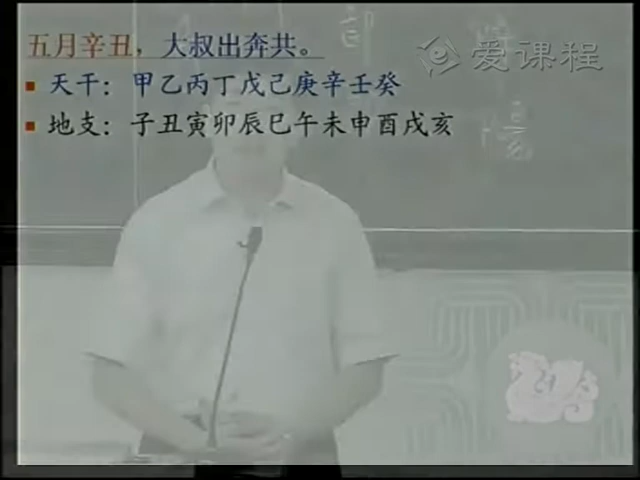 五月辛丑，大叔出奔共。
爱课程
天干：甲乙丙丁戊己庚辛壬癸
地支：子丑寅卯辰巳午未申酉戌亥